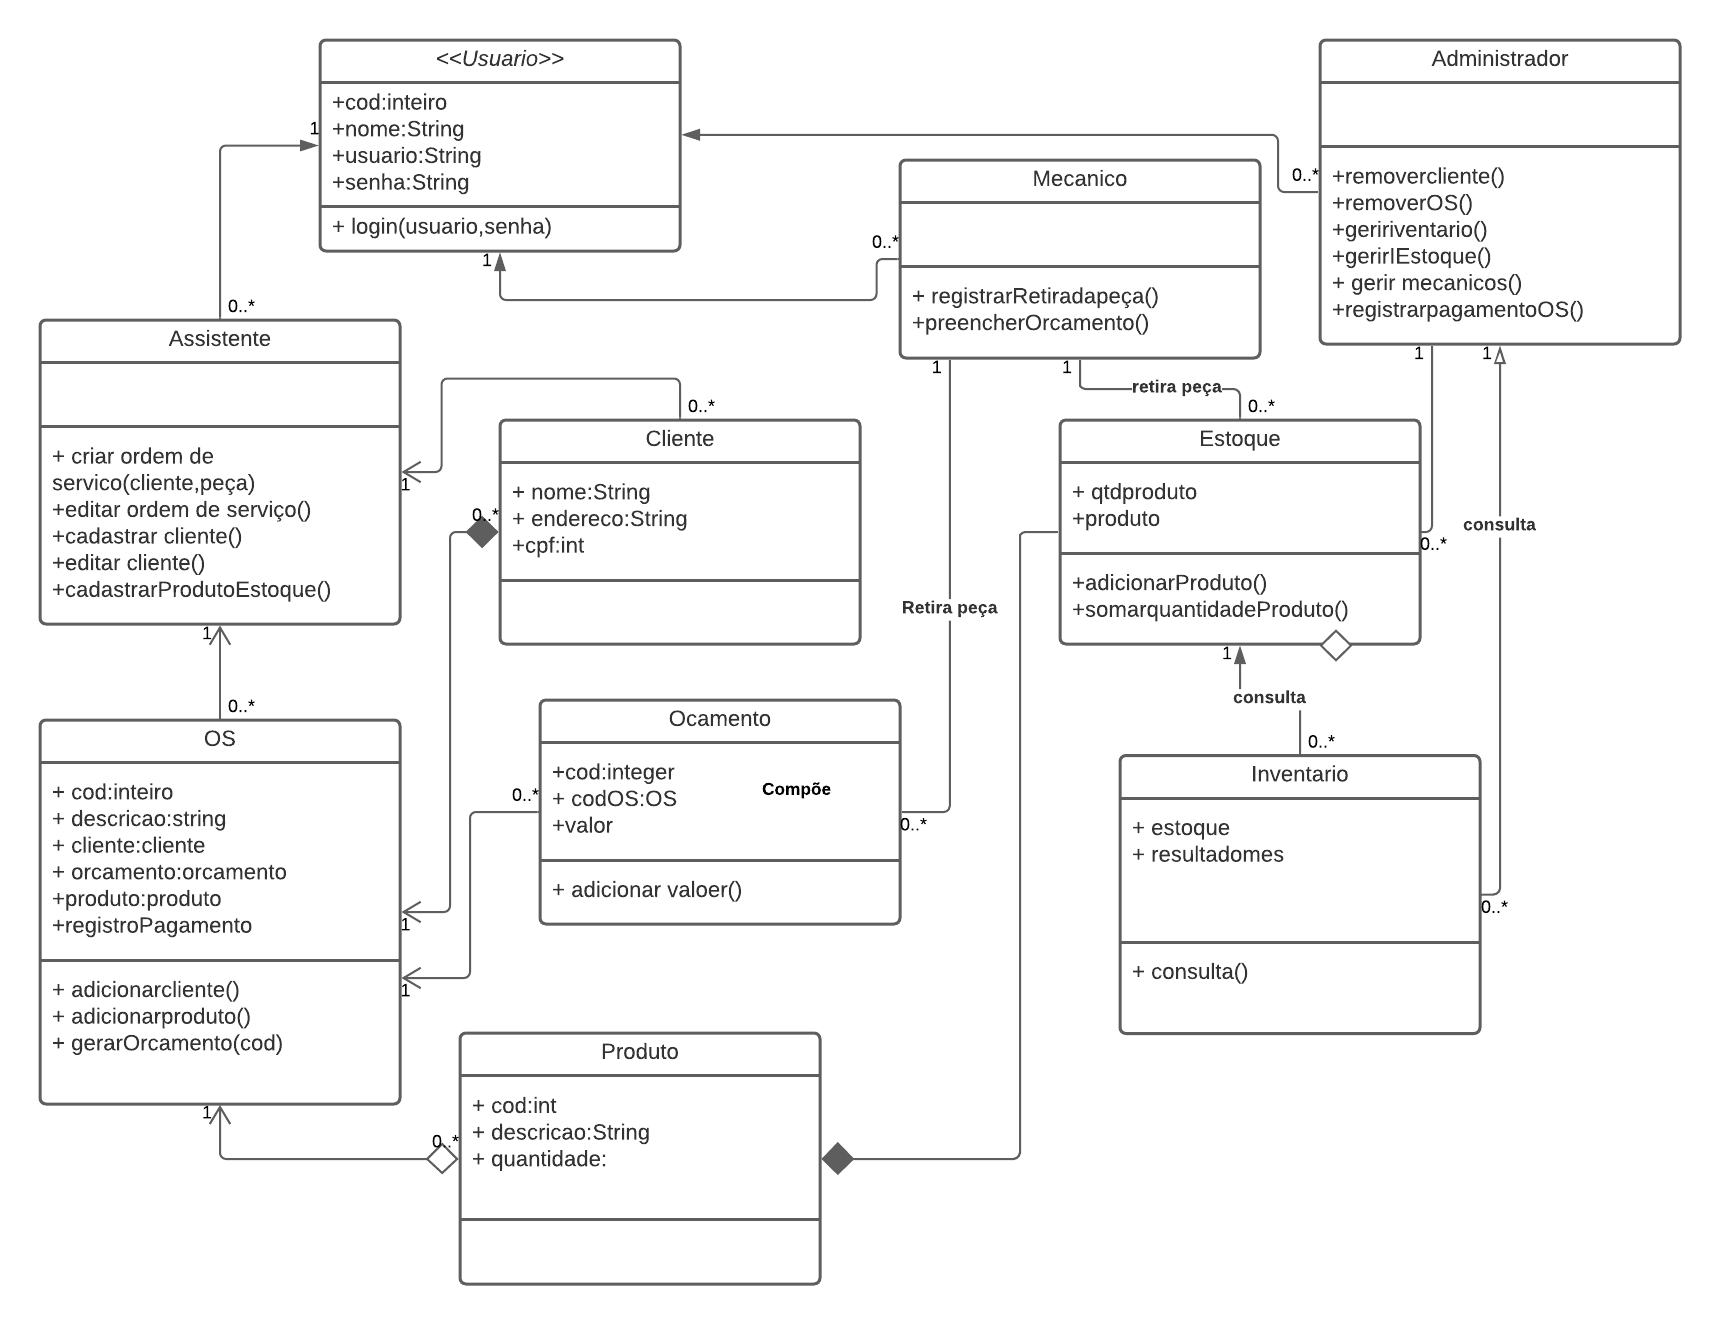 <<Usuario>>
+cod:inteiro
+nome:String
+usuario:String
+senha:String
+ login(usuario,senha)
1
1
Administrador
+removercliente()
+removerOS()
+geririventario()
+gerirlEstoque()
+ gerir mecanicos()
+registrarpagamentoOS()
0..*
1
1
Mecanico
+ registrarRetiradapeça()
+preencherOrcamento()
0..*
1
1
retira peça
0..*
Assistente
+ criar ordem de
servico(cliente,peça)
+editar ordem de serviço()
+cadastrar cliente()
+editar cliente()
+cadastrarProdutoEstoque()
0..*
1
1
Cliente
+ nome:String
+ endereco:String
+cpf:int
0..*
0..*
Estoque
+ qtdproduto
+produto
+adicionarProduto()
+somarquantidadeProduto()
0..*
1
consulta
Retira peça
consulta
0..*
OS
+ cod:inteiro
+ descricao:string
+ cliente:cliente
+ orcamento:orcamento
+produto:produto
+registroPagamento
+ adicionarcliente()
+ adicionarproduto()
+ gerarOrcamento(cod)
0..*
1
1
1
Ocamento
+cod:integer
+ codOS:OS
+valor
Compõe
+ adicionar valoer()
0..*
0..*
Inventario
+ estoque
+ resultadomes
+ consulta()
0..*
Produto
+ cod:int
+ descricao:String
+ quantidade:
0..*